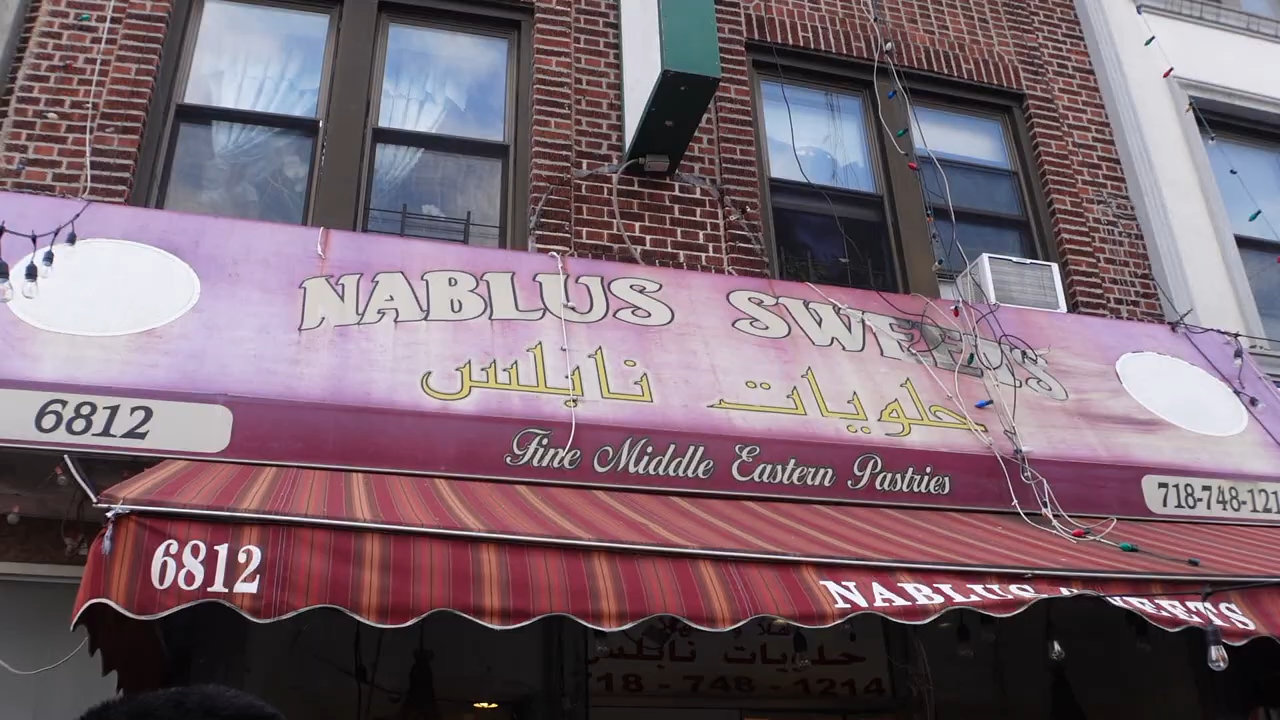 NABLUS SWEETS
حلويات نابلس
6812
Fine Middle Eastern Pastries
718-748-121
6812
NABLUS SWEETS
حلويات نابلس
718 - 748 - 1214